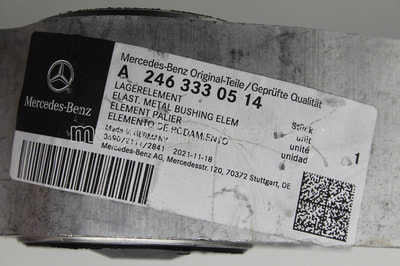 Mercedes-Benz Original-Teile/Geprüfte Qualität
A 246 333 05 14
Mercedes-Benz
LAGERELEMENT
ELAST. METAL BUSHING ELEM
ELEMENT PALIER
ELEMENTO DE RODAMIENTO
Stück
unit
unité
unidad
1
m
Made in GERMANY
2021-11-18
Mercedes-Benz AG, Mercedesstr.120, 70372 Stuttgart, DE